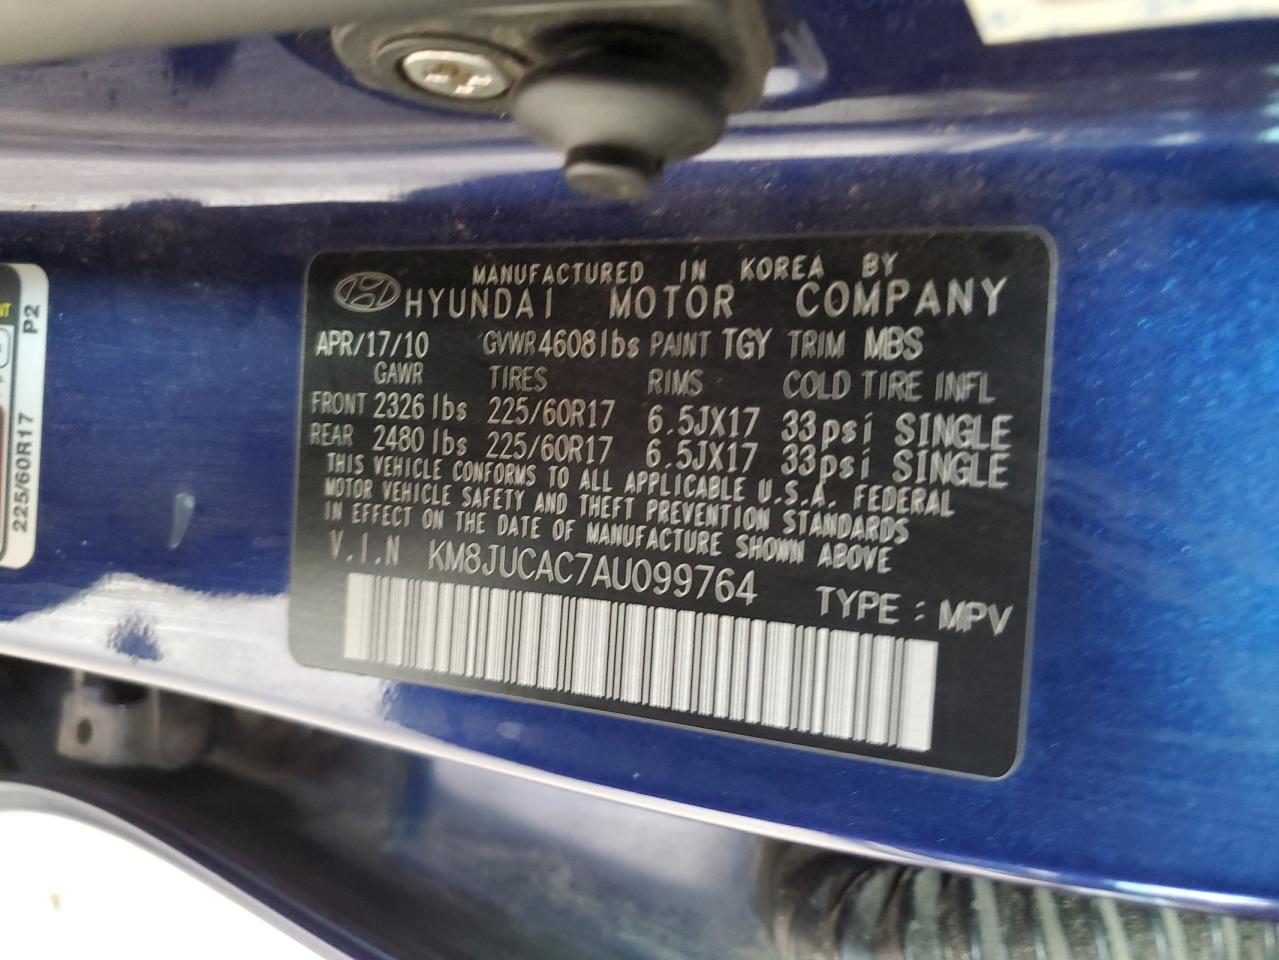 MANUFACTURED IN KOREA BY
HYUNDAI MOTOR COMPANY
APR/17/10 GVWR 4608 lbs PAINT TGY TRIM MBS
GAWR TIRES RIMS COLD TIRE INFL
FRONT 2326 lbs 225/60R17 6.5JX17 33psi SINGLE
REAR 2480 lbs 225/60R17 6.5JX17 33psi SINGLE
THIS VEHICLE CONFORMS TO ALL APPLICABLE U.S.A. FEDERAL
MOTOR VEHICLE SAFETY AND THEFT PREVENTION STANDARDS
IN EFFECT ON THE DATE OF MANUFACTURE SHOWN ABOVE
V.I.N KM8JUCAC7AU099764 TYPE : MPV
225/60R17 P2